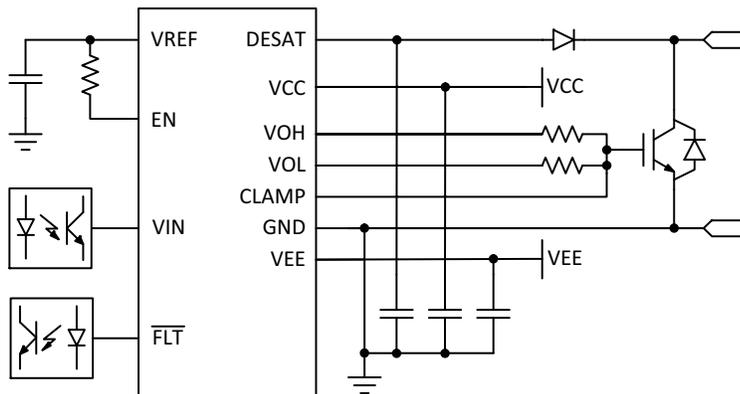 VREF
DESAT
VCC
VCC
EN
VOH
VOL
CLAMP
VIN
GND
VEE
VEE
FLT